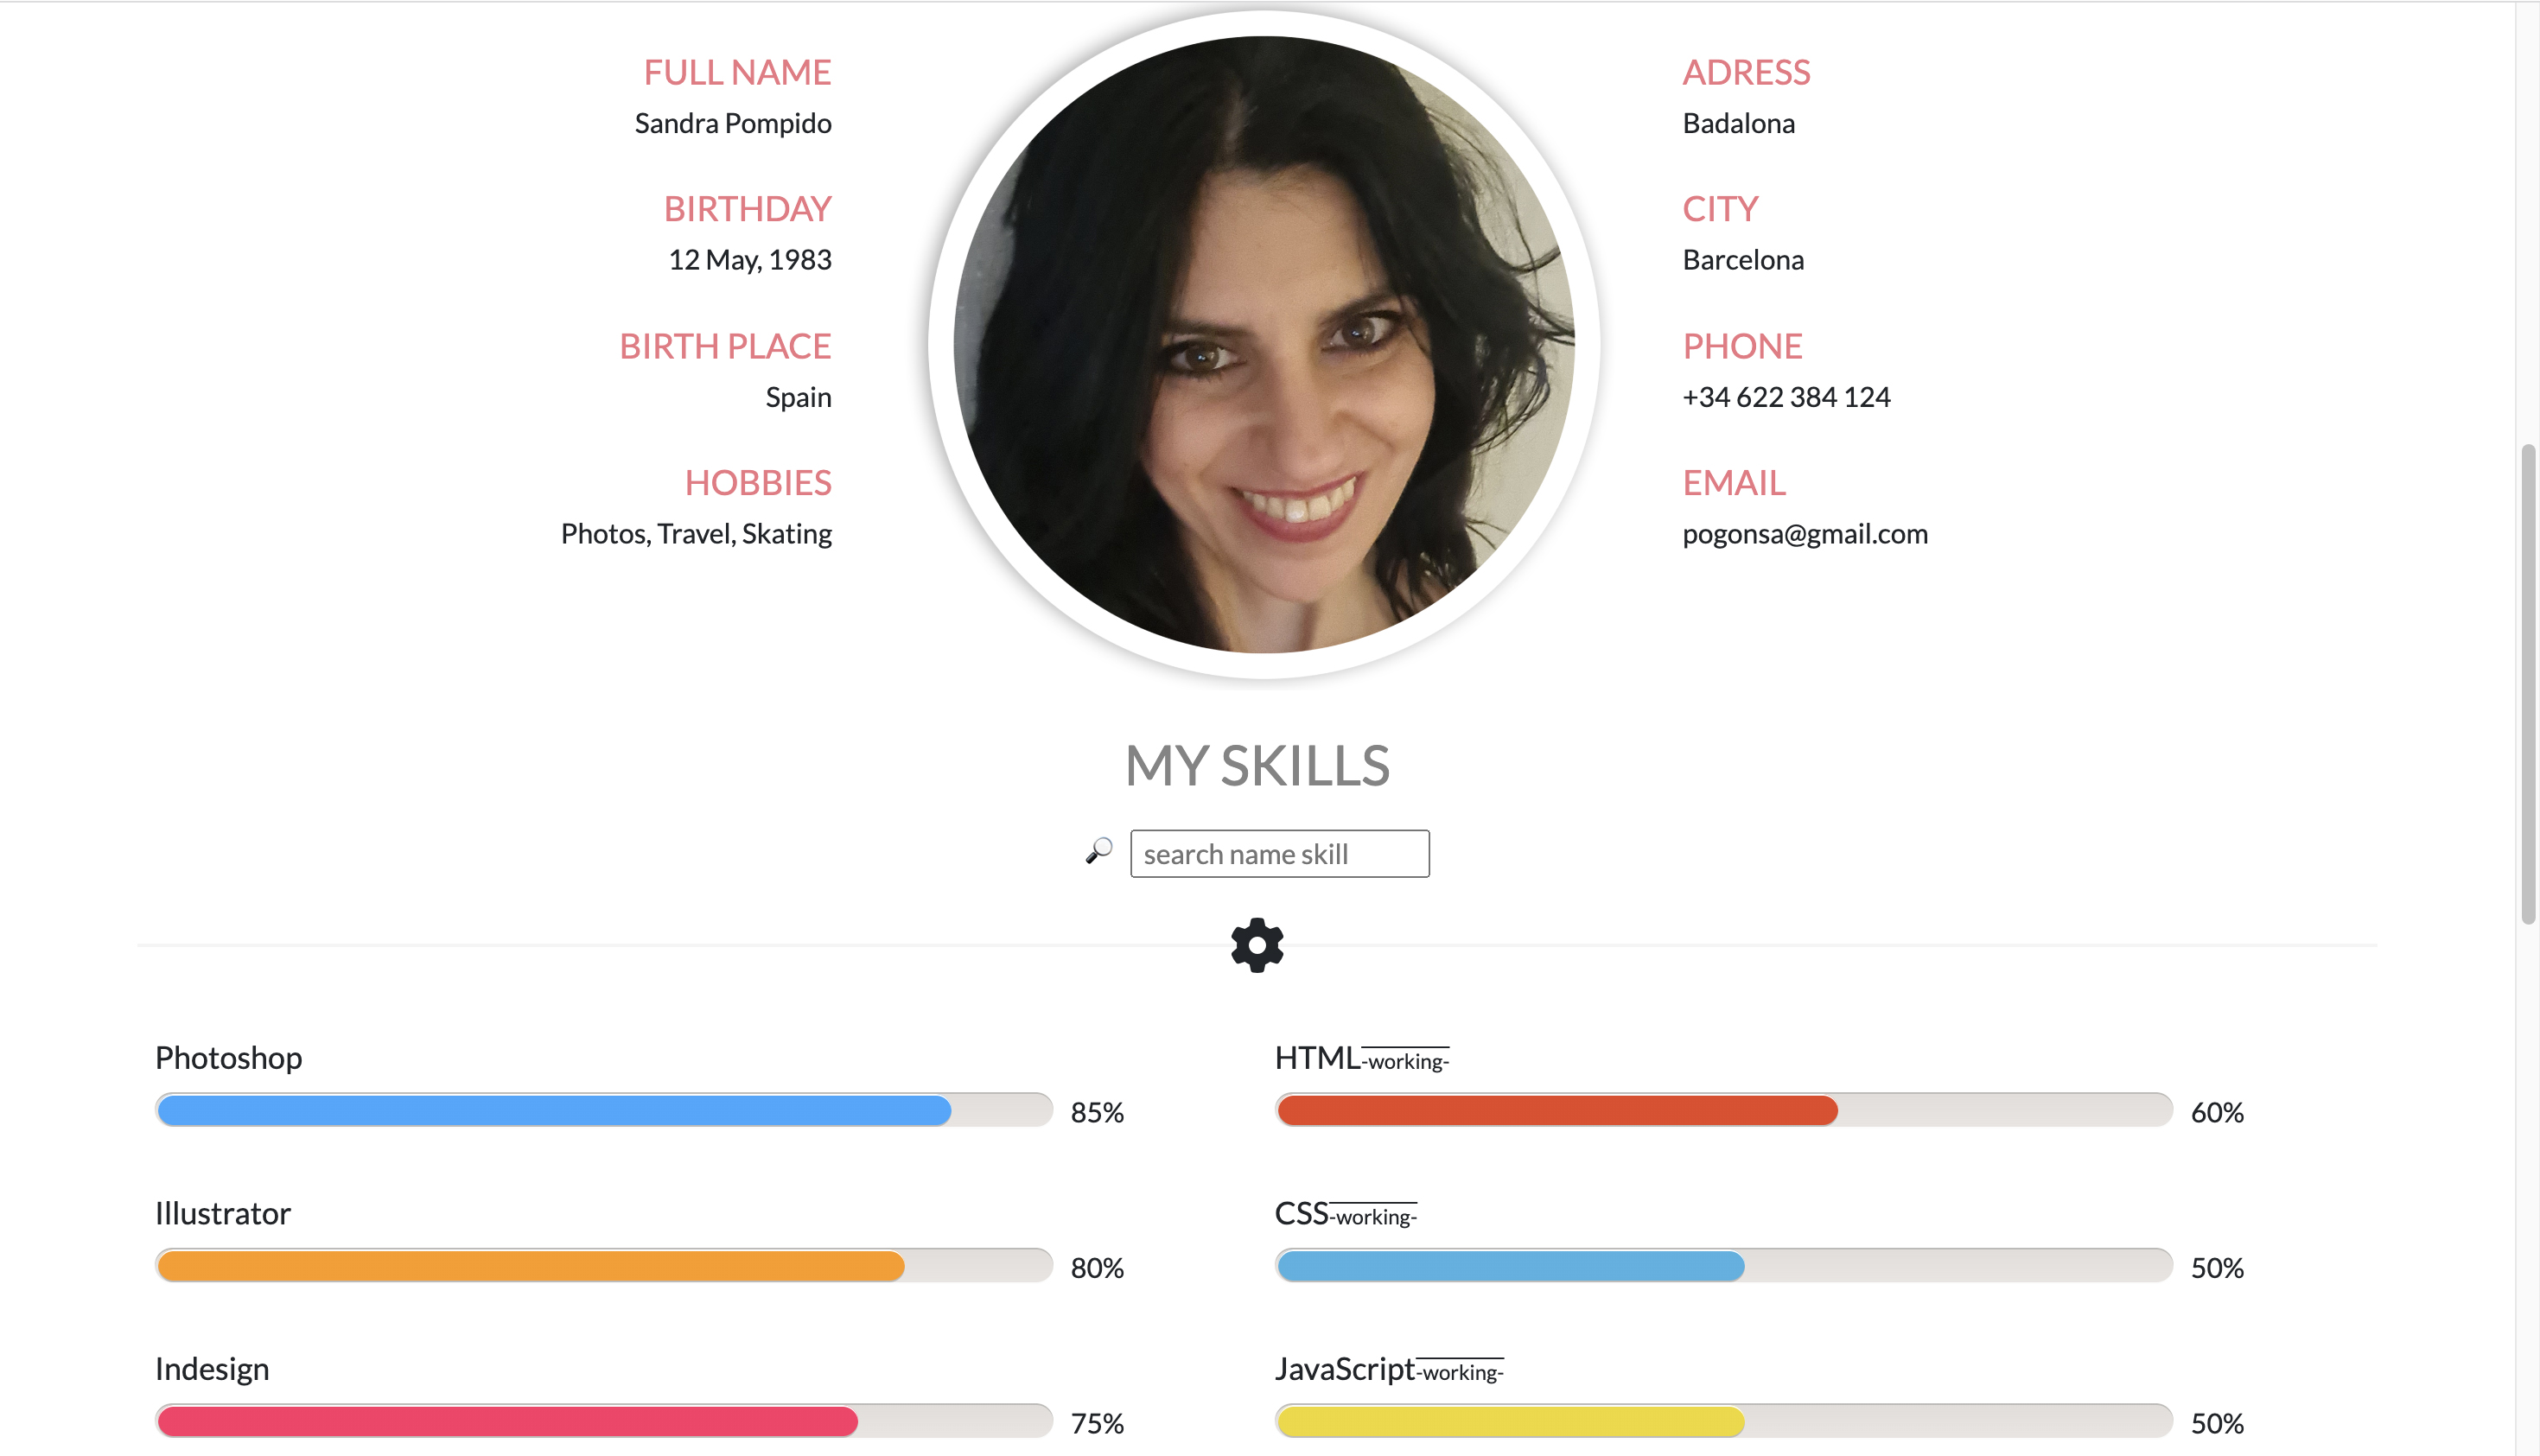 FULL NAME
Sandra Pompido
BIRTHDAY
12 May, 1983
BIRTH PLACE
Spain
HOBBIES
Photos, Travel, Skating
ADRESS
Badalona
CITY
Barcelona
PHONE
+34 622 384 124
EMAIL
pogonsa@gmail.com
MY SKILLS
search name skill
Photoshop
85%
Illustrator
80%
Indesign
75%
HTML-working-
60%
CSS-working-
50%
JavaScript-working-
50%